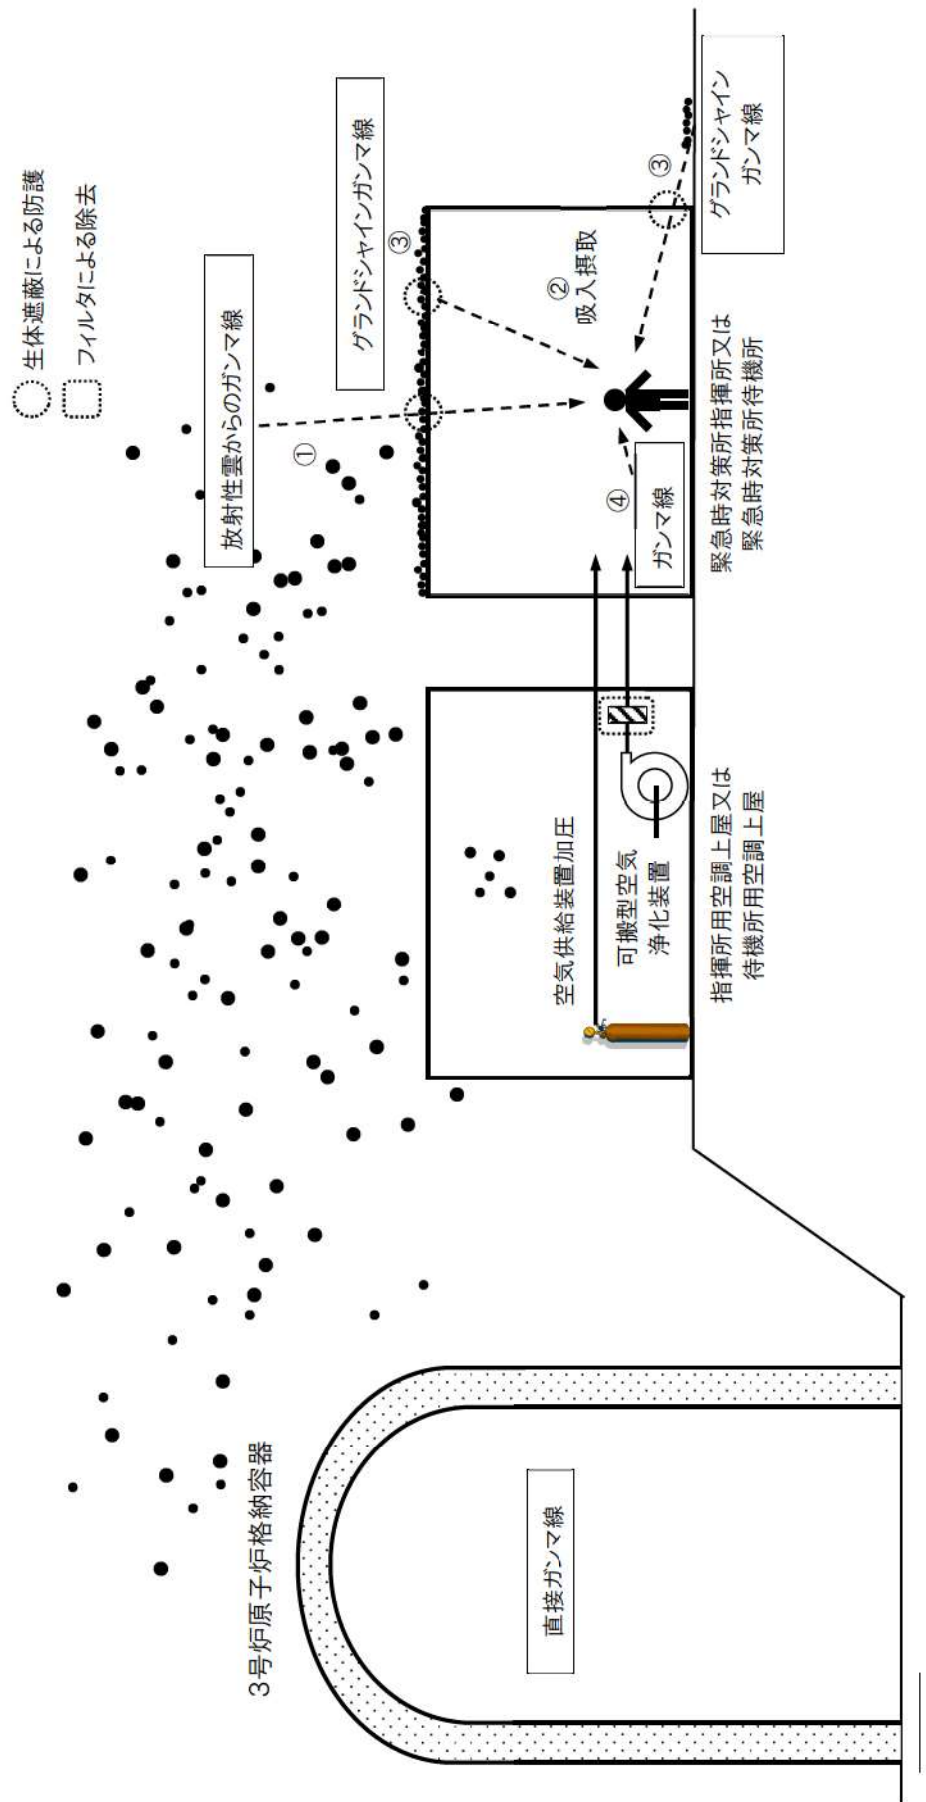 生体遮蔽による防護
フィルタによる除去
放射性雲からのガンマ線
グランドシャインガンマ線
①
③
②
吸入摂取
③
グランドシャイン
ガンマ線
④
ガンマ線
緊急時対策所指揮所又は
緊急時対策所待機所
空気供給装置加圧
可搬型空気
浄化装置
指揮所用空調上屋又は
待機所用空調上屋
3号炉原子炉格納容器
直接ガンマ線